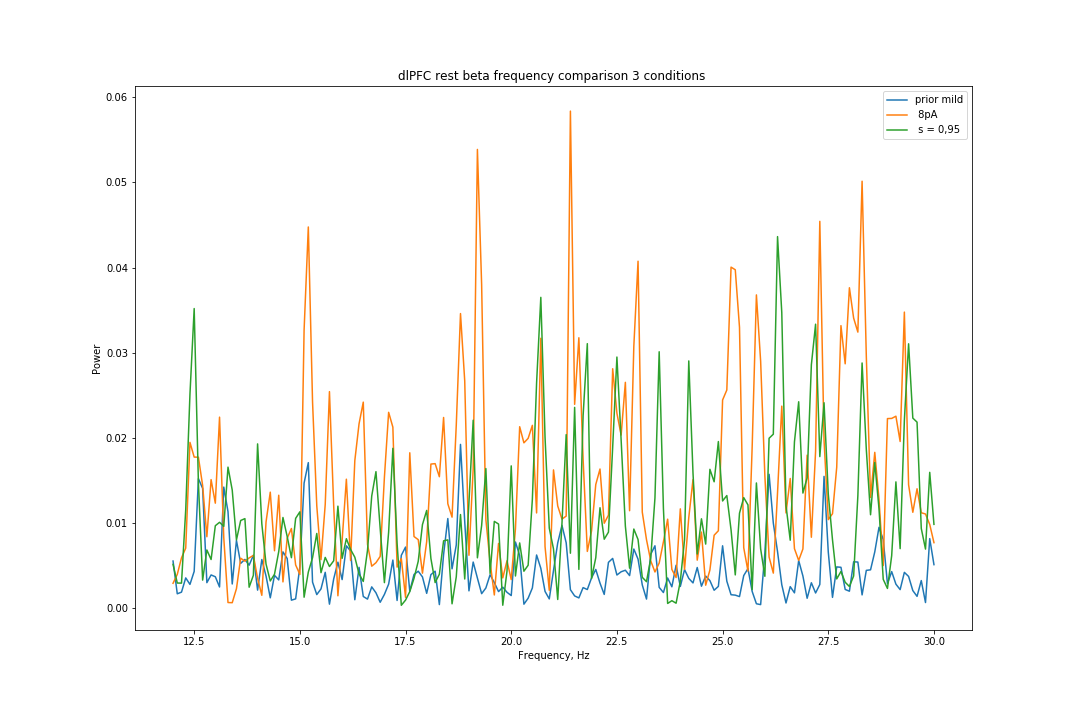 dlPFC rest beta frequency comparison 3 conditions
prior mild
8pA
s = 0,95
Power
0.06
0.05
0.04
0.03
0.02
0.01
0.00
12.5 15.0 17.5 20.0 22.5 25.0 27.5 30.0
Frequency, Hz